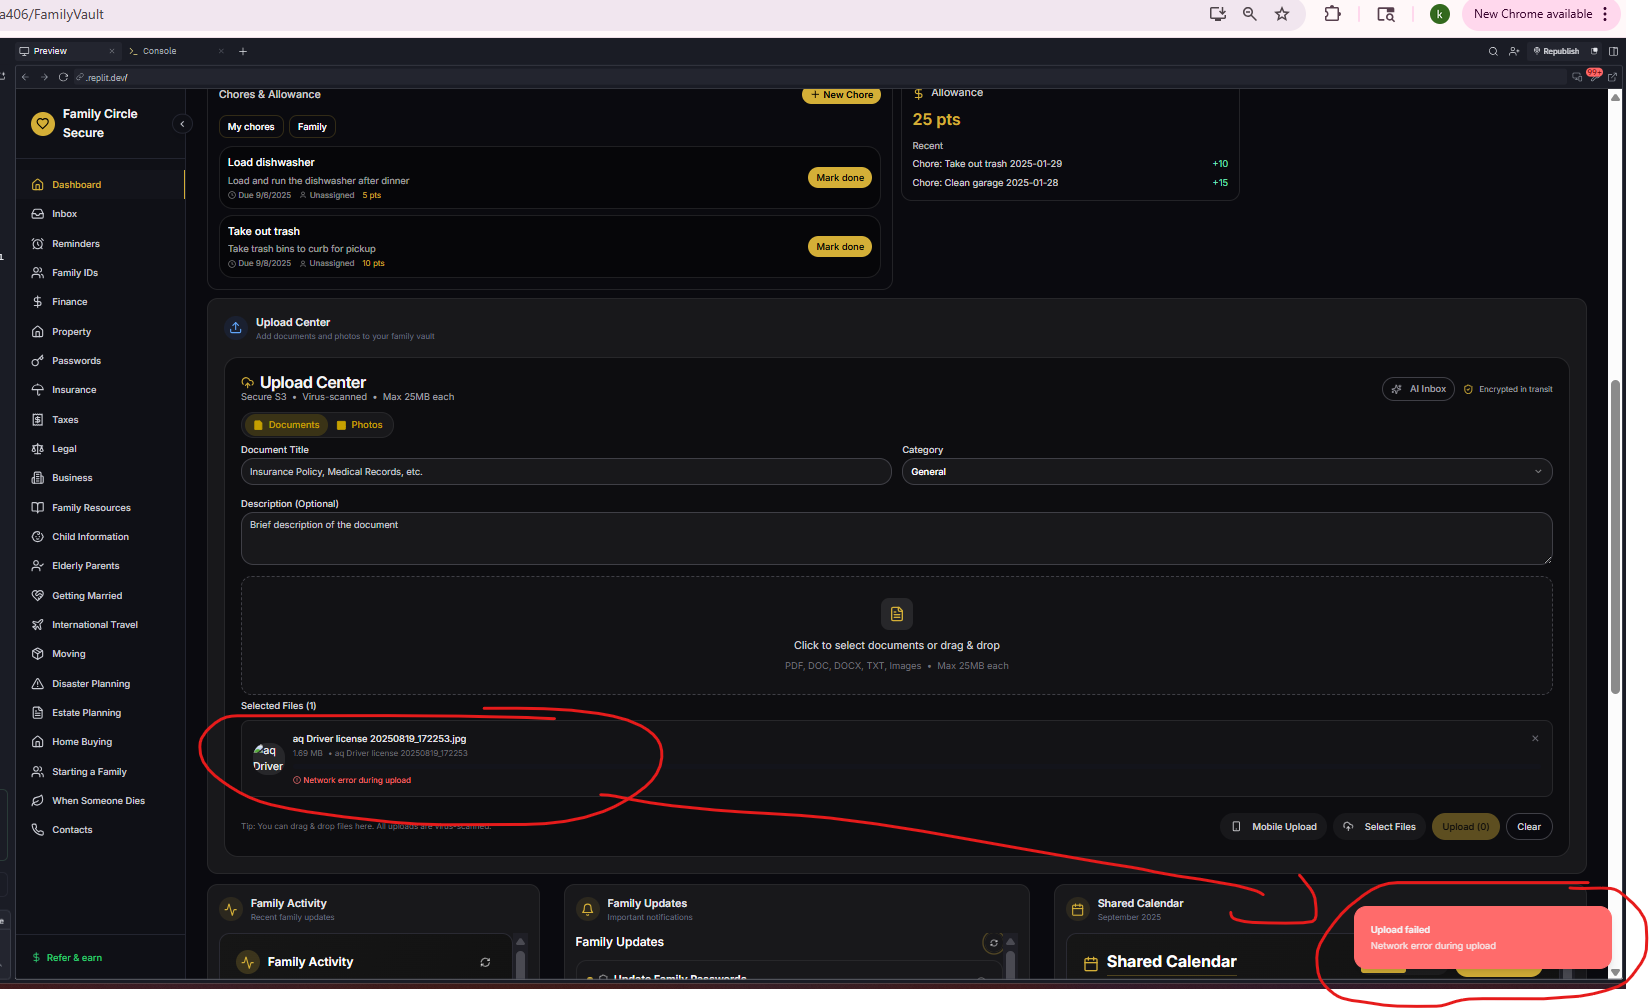 a406/FamilyVault
New Chrome available
Preview
Console
Republish
.replit.dev/
99+
Family Circle
Secure
Dashboard
Inbox
Reminders
Family IDs
Finance
Property
Passwords
Insurance
Taxes
Legal
Business
Family Resources
Child Information
Elderly Parents
Getting Married
International Travel
Moving
Disaster Planning
Estate Planning
Home Buying
Starting a Family
When Someone Dies
Contacts
Refer & earn
Chores & Allowance
+ New Chore
My chores
Family
Load dishwasher
Load and run the dishwasher after dinner
Due 9/6/2025 Unassigned 5 pts
Mark done
Take out trash
Take trash bins to curb for pickup
Due 9/8/2025 Unassigned 10 pts
Mark done
Allowance
25 pts
Recent
Chore: Take out trash 2025-01-29 +10
Chore: Clean garage 2025-01-28 +15
Upload Center
Add documents and photos to your family vault
Upload Center
Secure S3 • Virus-scanned • Max 25MB each
AI Inbox
Encrypted in transit
Documents
Photos
Document Title
Insurance Policy, Medical Records, etc.
Category
General
Description (Optional)
Brief description of the document
Click to select documents or drag & drop
PDF, DOC, DOCX, TXT, Images • Max 25MB each
Selected Files (1)
aq
Driver
aq Driver license 20250819_172253.jpg
1.69 MB • aq Driver license 20250819_172253
Network error during upload
Tip: You can drag & drop files here. All uploads are virus-scanned.
Mobile Upload
Select Files
Upload (0)
Clear
Family Activity
Recent family updates
Family Activity
Family Updates
Important notifications
Family Updates
Update Family Passwords
Shared Calendar
September 2025
Shared Calendar
Upload failed
Network error during upload